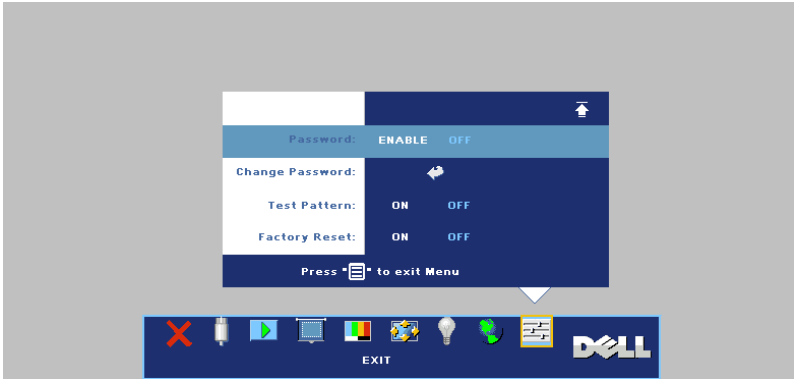 Password: ENABLE OFF
Change Password:
Test Pattern: ON OFF
Factory Reset: ON OFF
Press "" to exit Menu
EXIT
DELL